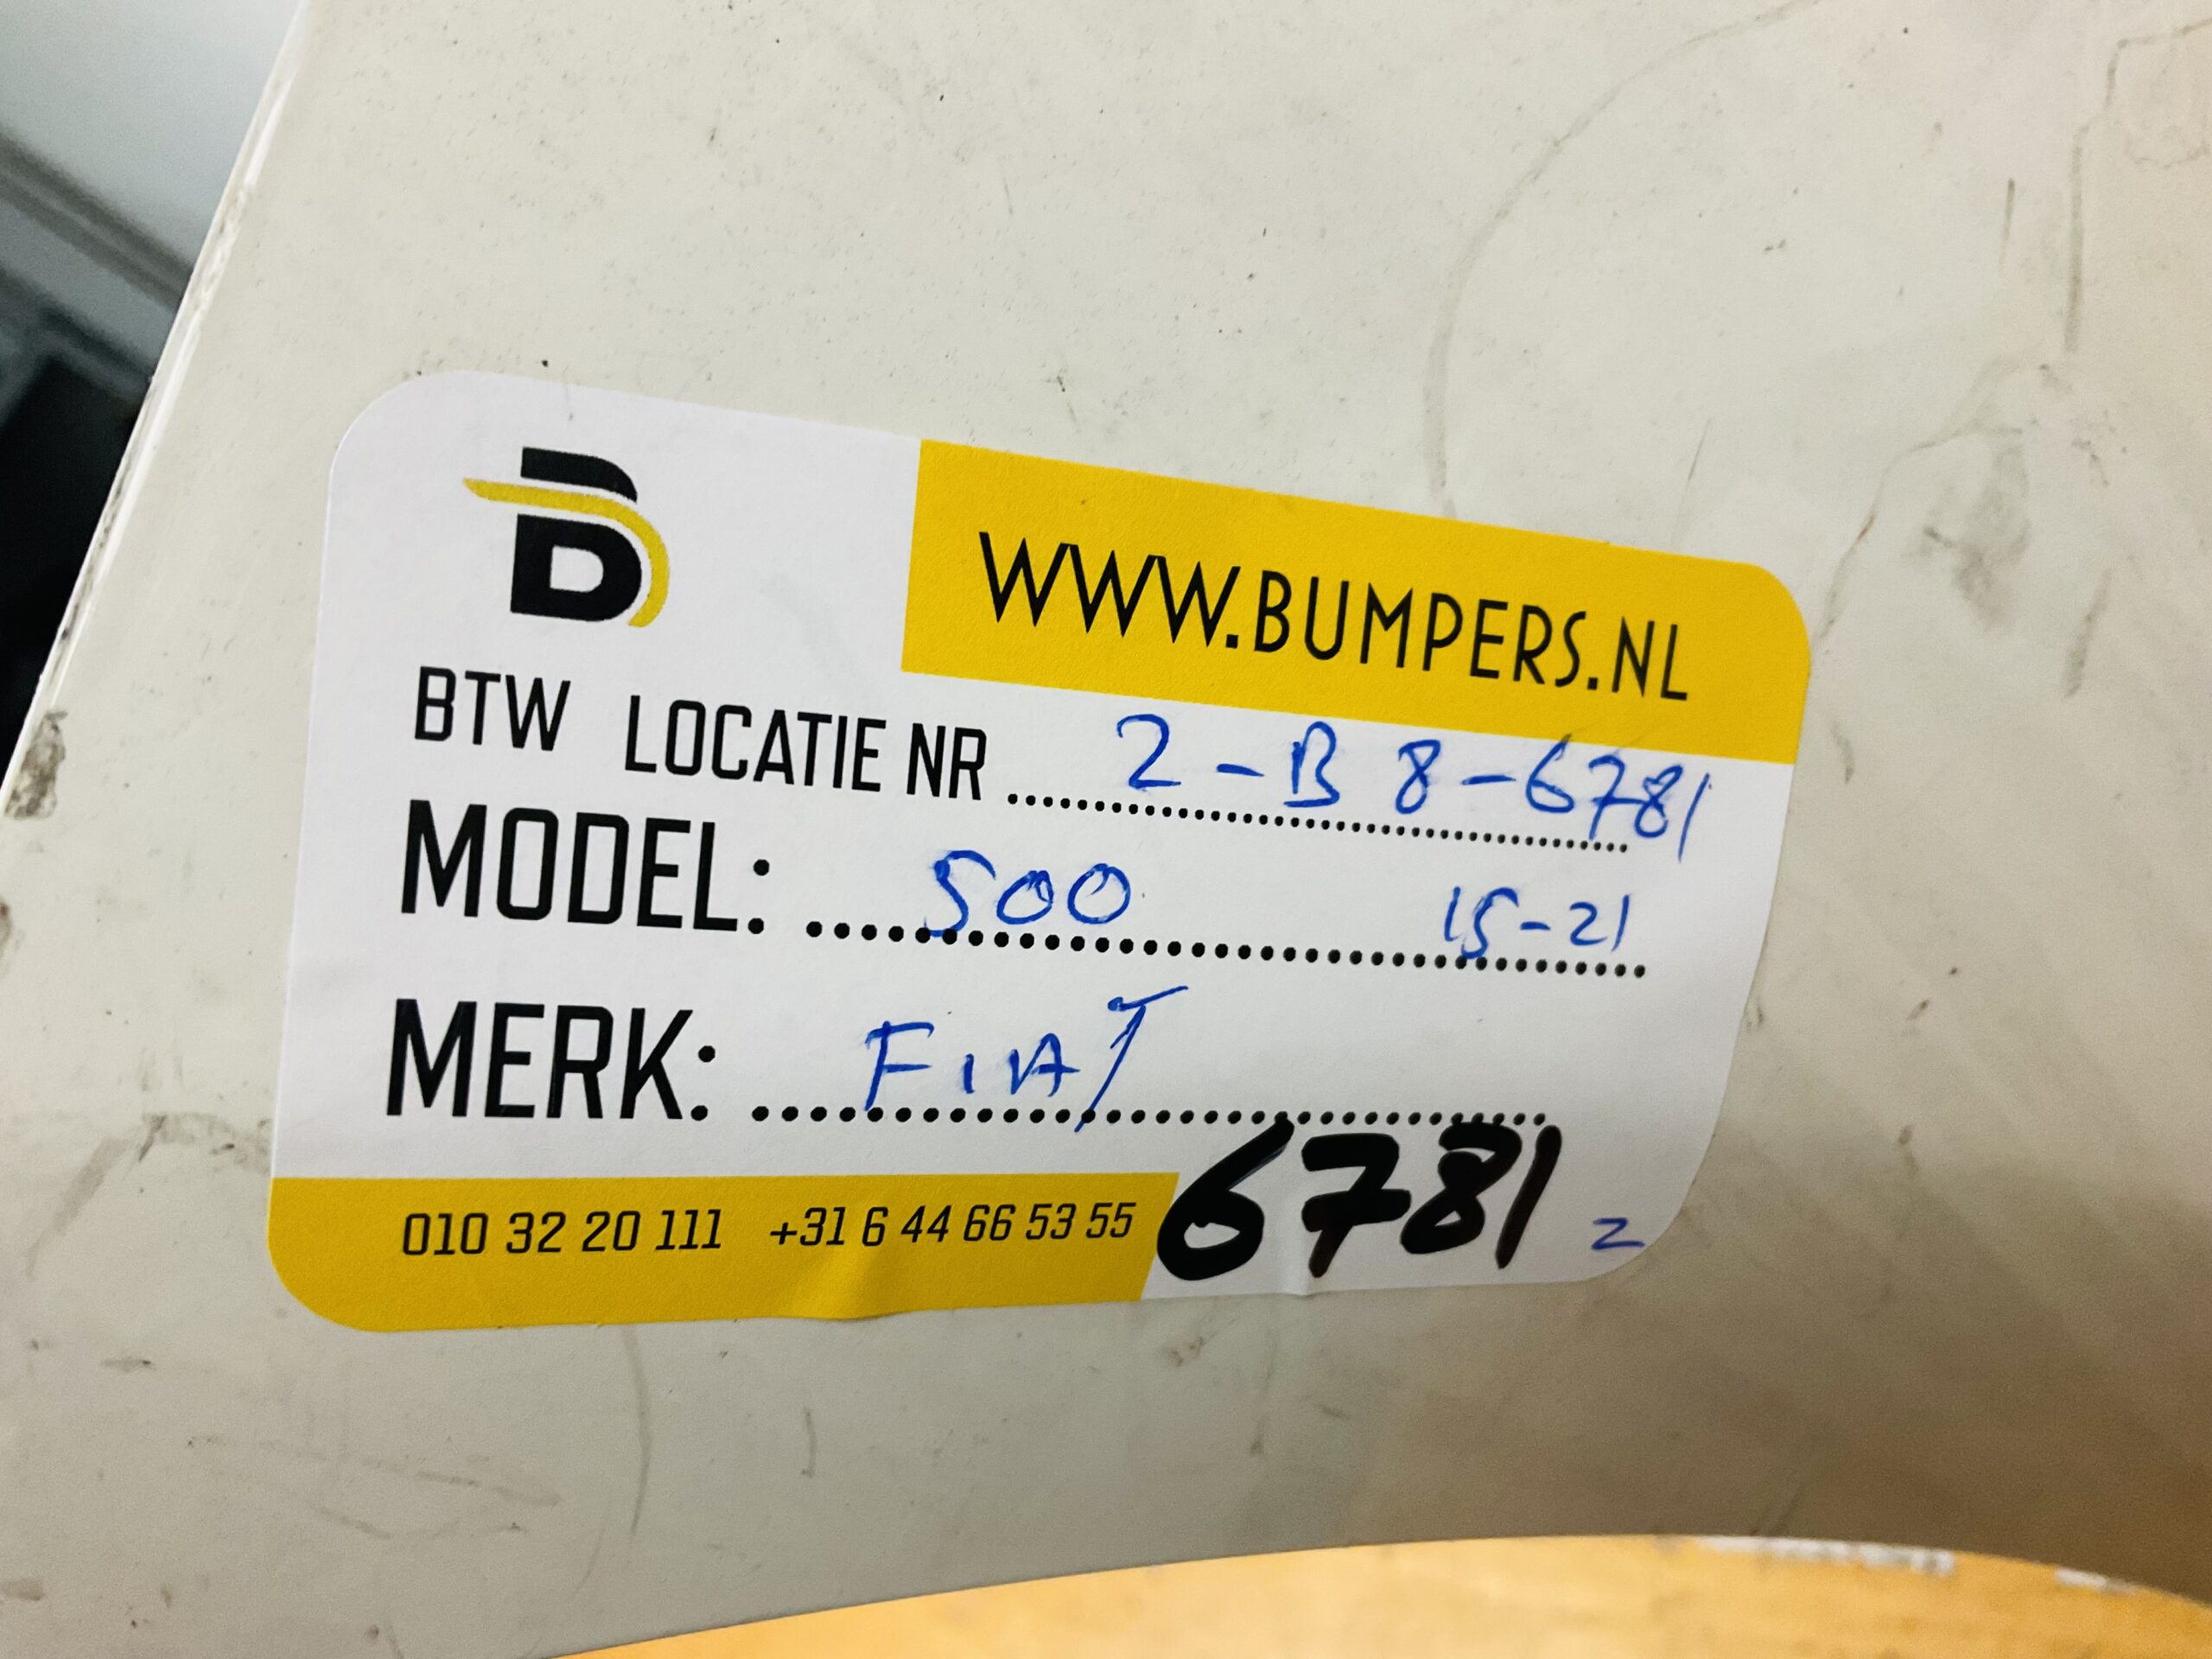 B
WWW.BUMPERS.NL
BTW LOCATIE NR ........ 2-B 8-6781
MODEL: ........ 500 15-21
MERK: ........ FIAT
010 32 20 111 +31 6 44 66 53 55 6781 2